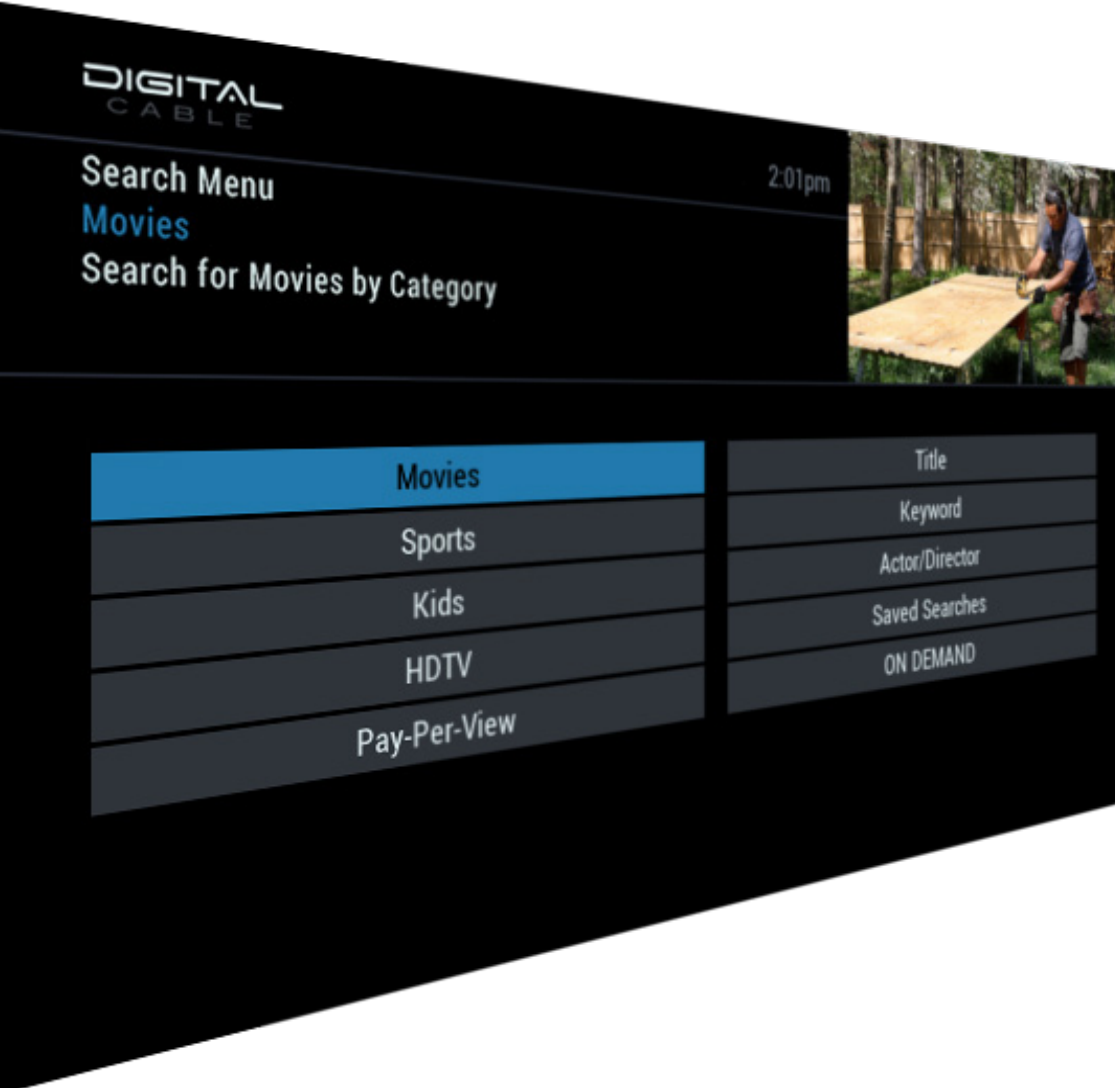 DIGITAL
CABLE
2:01pm
Search Menu
Movies
Search for Movies by Category
Movies
Sports
Kids
HDTV
Pay-Per-View
Title
Keyword
Actor/Director
Saved Searches
ON DEMAND